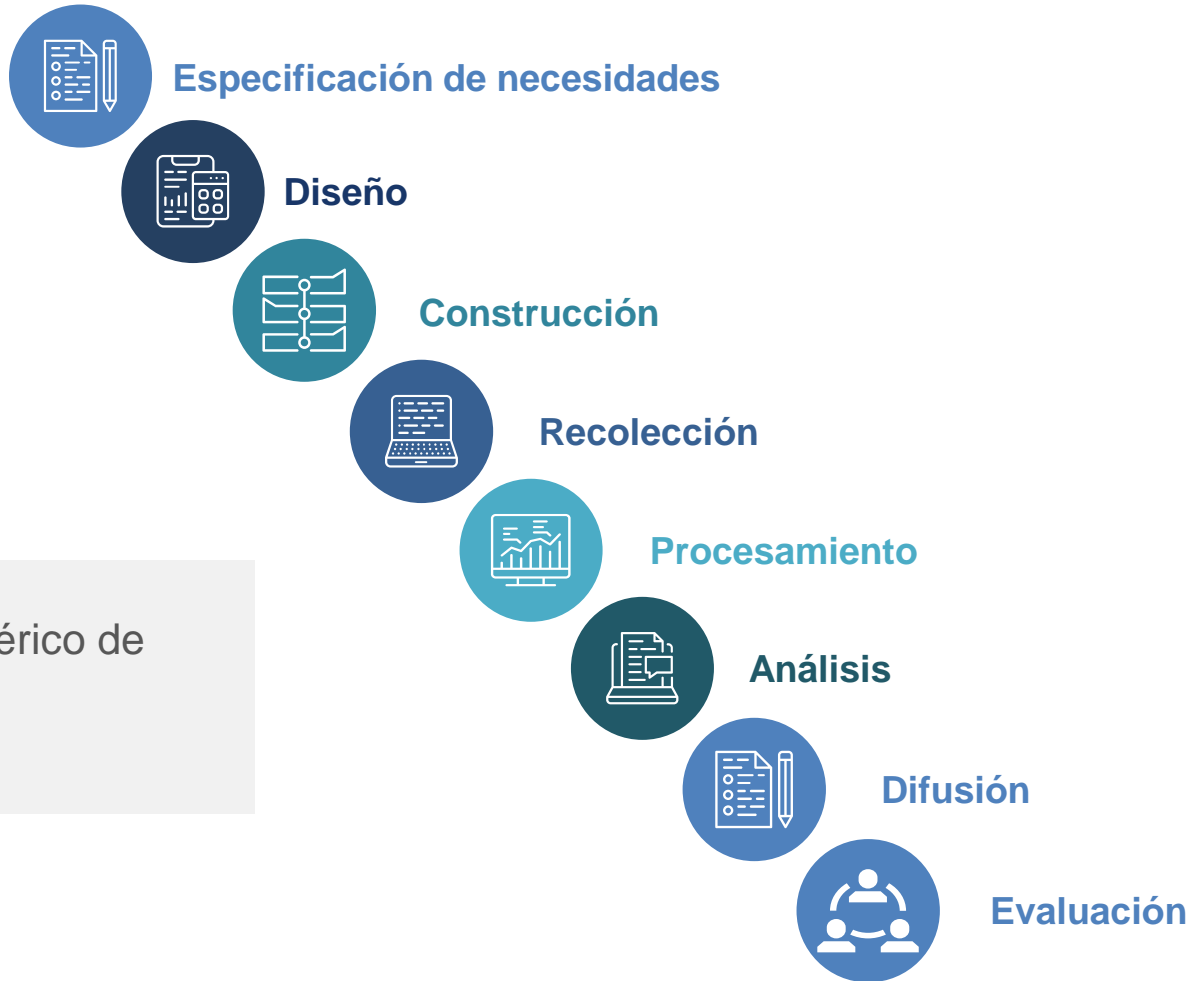 Especificación de necesidades
Diseño
Construcción
Recolección
Procesamiento
érico de
Análisis
Difusión
Evaluación